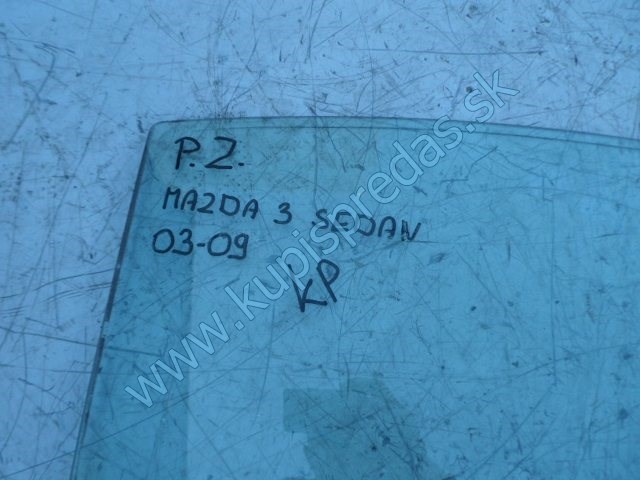 P.Z.
MAZDA 3 SEDAN
03-09
KP
www.kupispredas.sk